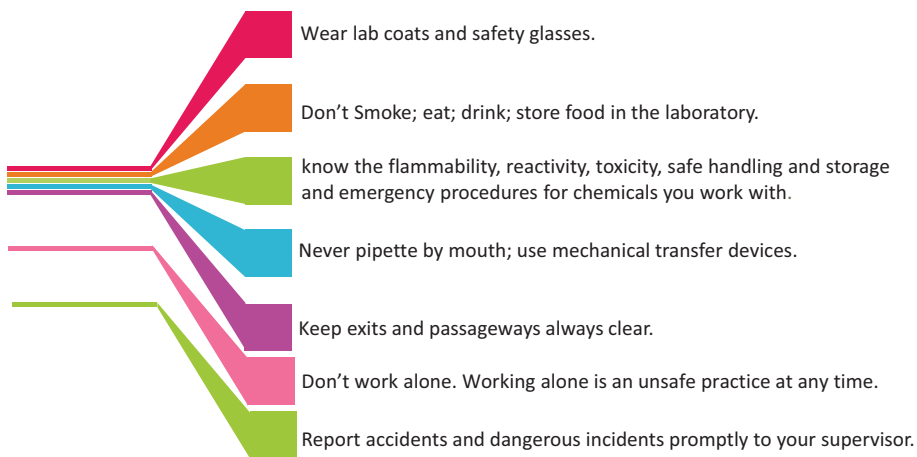 Wear lab coats and safety glasses.
Don’t Smoke; eat; drink; store food in the laboratory.
know the flammability, reactivity, toxicity, safe handling and storage
and emergency procedures for chemicals you work with.
Never pipette by mouth; use mechanical transfer devices.
Keep exits and passageways always clear.
Don’t work alone. Working alone is an unsafe practice at any time.
Report accidents and dangerous incidents promptly to your supervisor.